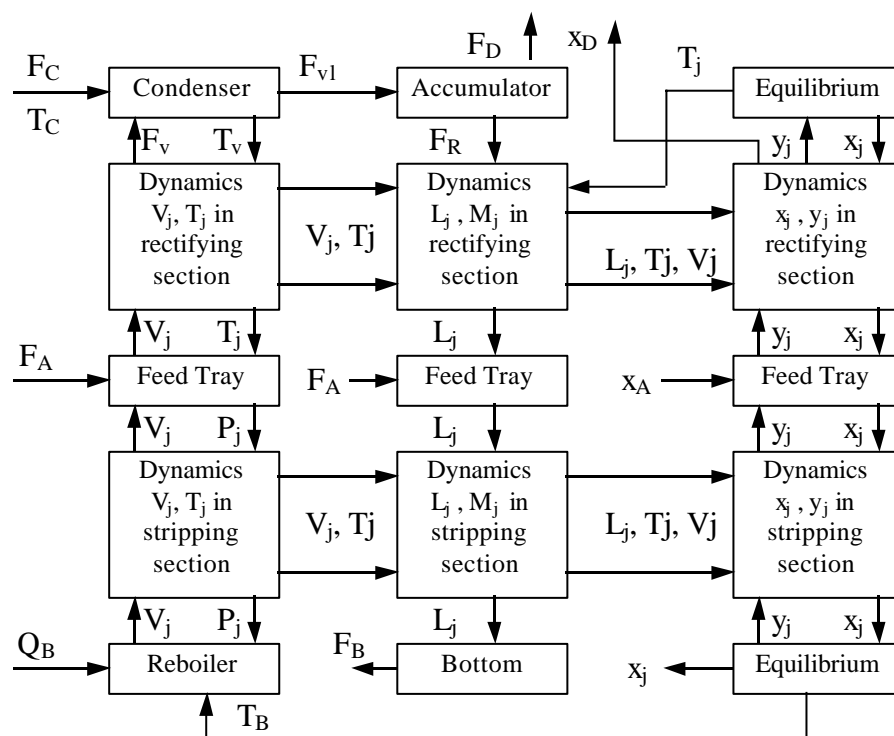 F_D x_D
F_C F_vl T_j
Condenser Accumulator Equilibrium
T_C F_v T_v F_R y_j x_j
Dynamics Dynamics Dynamics
V_j, T_j in L_j , M_j in x_j , y_j in
rectifying rectifying rectifying
section section section
V_j, Tj L_j, Tj, Vj
V_j T_j L_j y_j x_j
F_A Feed Tray F_A Feed Tray x_A Feed Tray
V_j P_j L_j y_j x_j
Dynamics Dynamics Dynamics
V_j, T_j in L_j , M_j in x_j , y_j in
stripping stripping stripping
section section section
V_j, Tj L_j, Tj, Vj
V_j P_j L_j y_j x_j
Q_B Reboiler F_B Bottom x_j Equilibrium
T_B